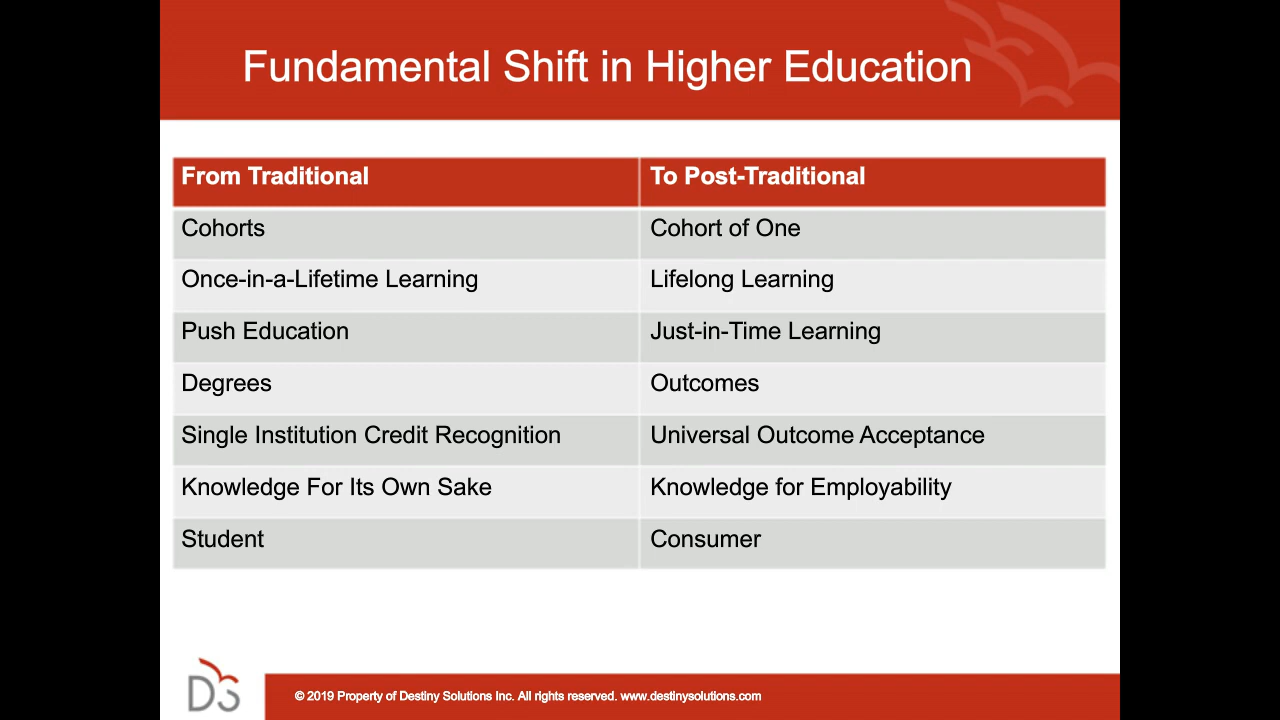 Fundamental Shift in Higher Education
From Traditional To Post-Traditional
Cohorts Cohort of One
Once-in-a-Lifetime Learning Lifelong Learning
Push Education Just-in-Time Learning
Degrees Outcomes
Single Institution Credit Recognition Universal Outcome Acceptance
Knowledge For Its Own Sake Knowledge for Employability
Student Consumer
DS
© 2019 Property of Destiny Solutions Inc. All rights reserved. www.destinysolutions.com